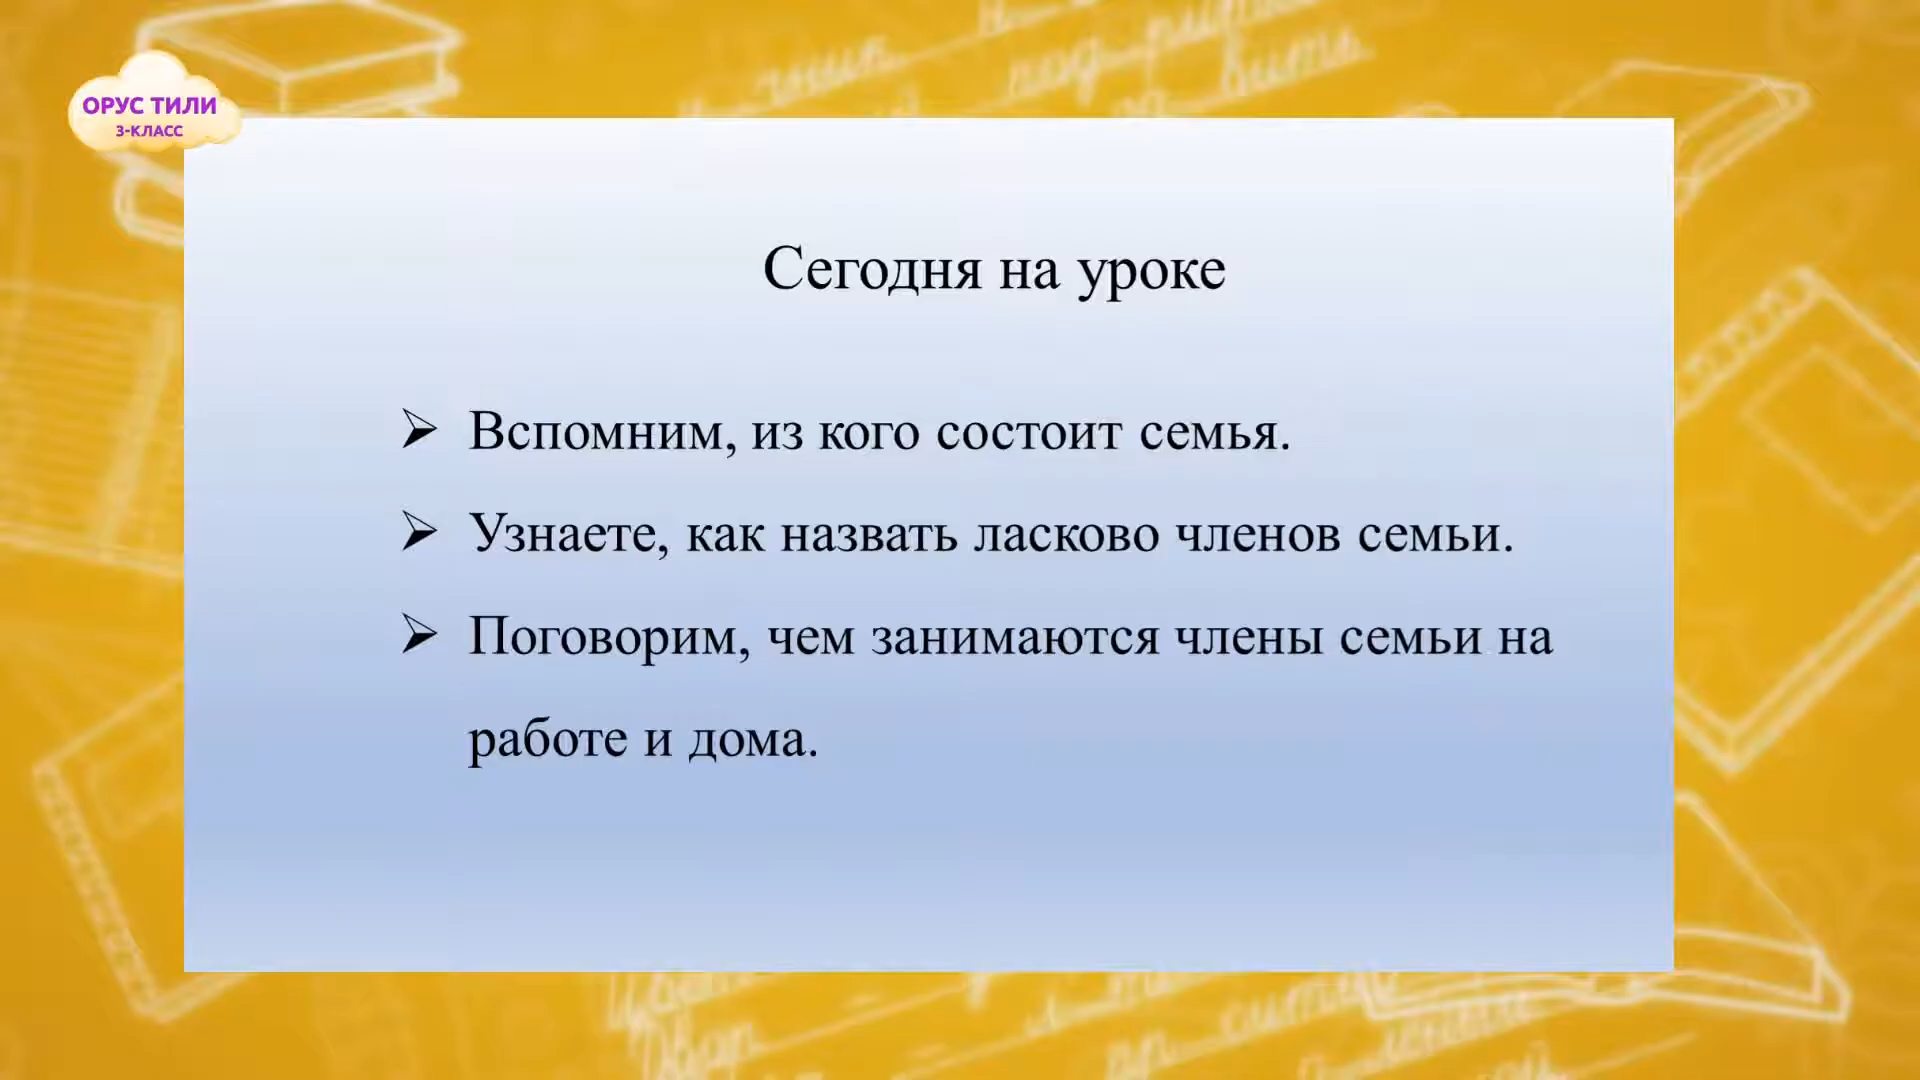 ОРУС ТИЛИ
3-КЛАСС
Сегодня на уроке
➢ Вспомним, из кого состоит семья.
➢ Узнаете, как назвать ласково членов семьи.
➢ Поговорим, чем занимаются члены семьи на
работе и дома.